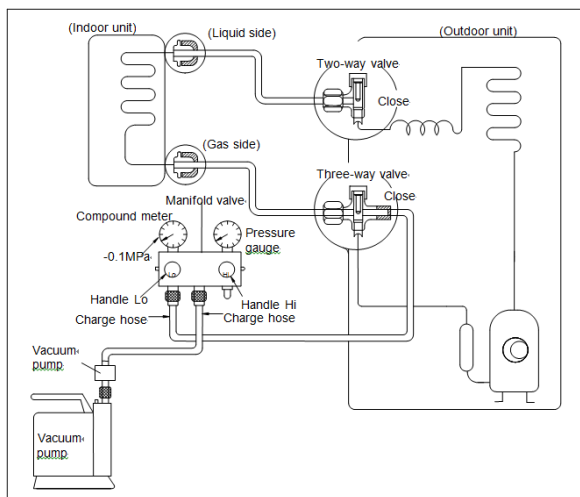 (Indoor unit)
(Liquid side)
(Outdoor unit)
Two-way valve
Close
(Gas side)
Three-way valve
Close
Manifold valve
Compound meter
Pressure
gauge
-0.1MPa
Lo
Hi
Handle Lo
Handle Hi
Charge hose
Charge hose
Vacuum
pump
Vacuum
pump